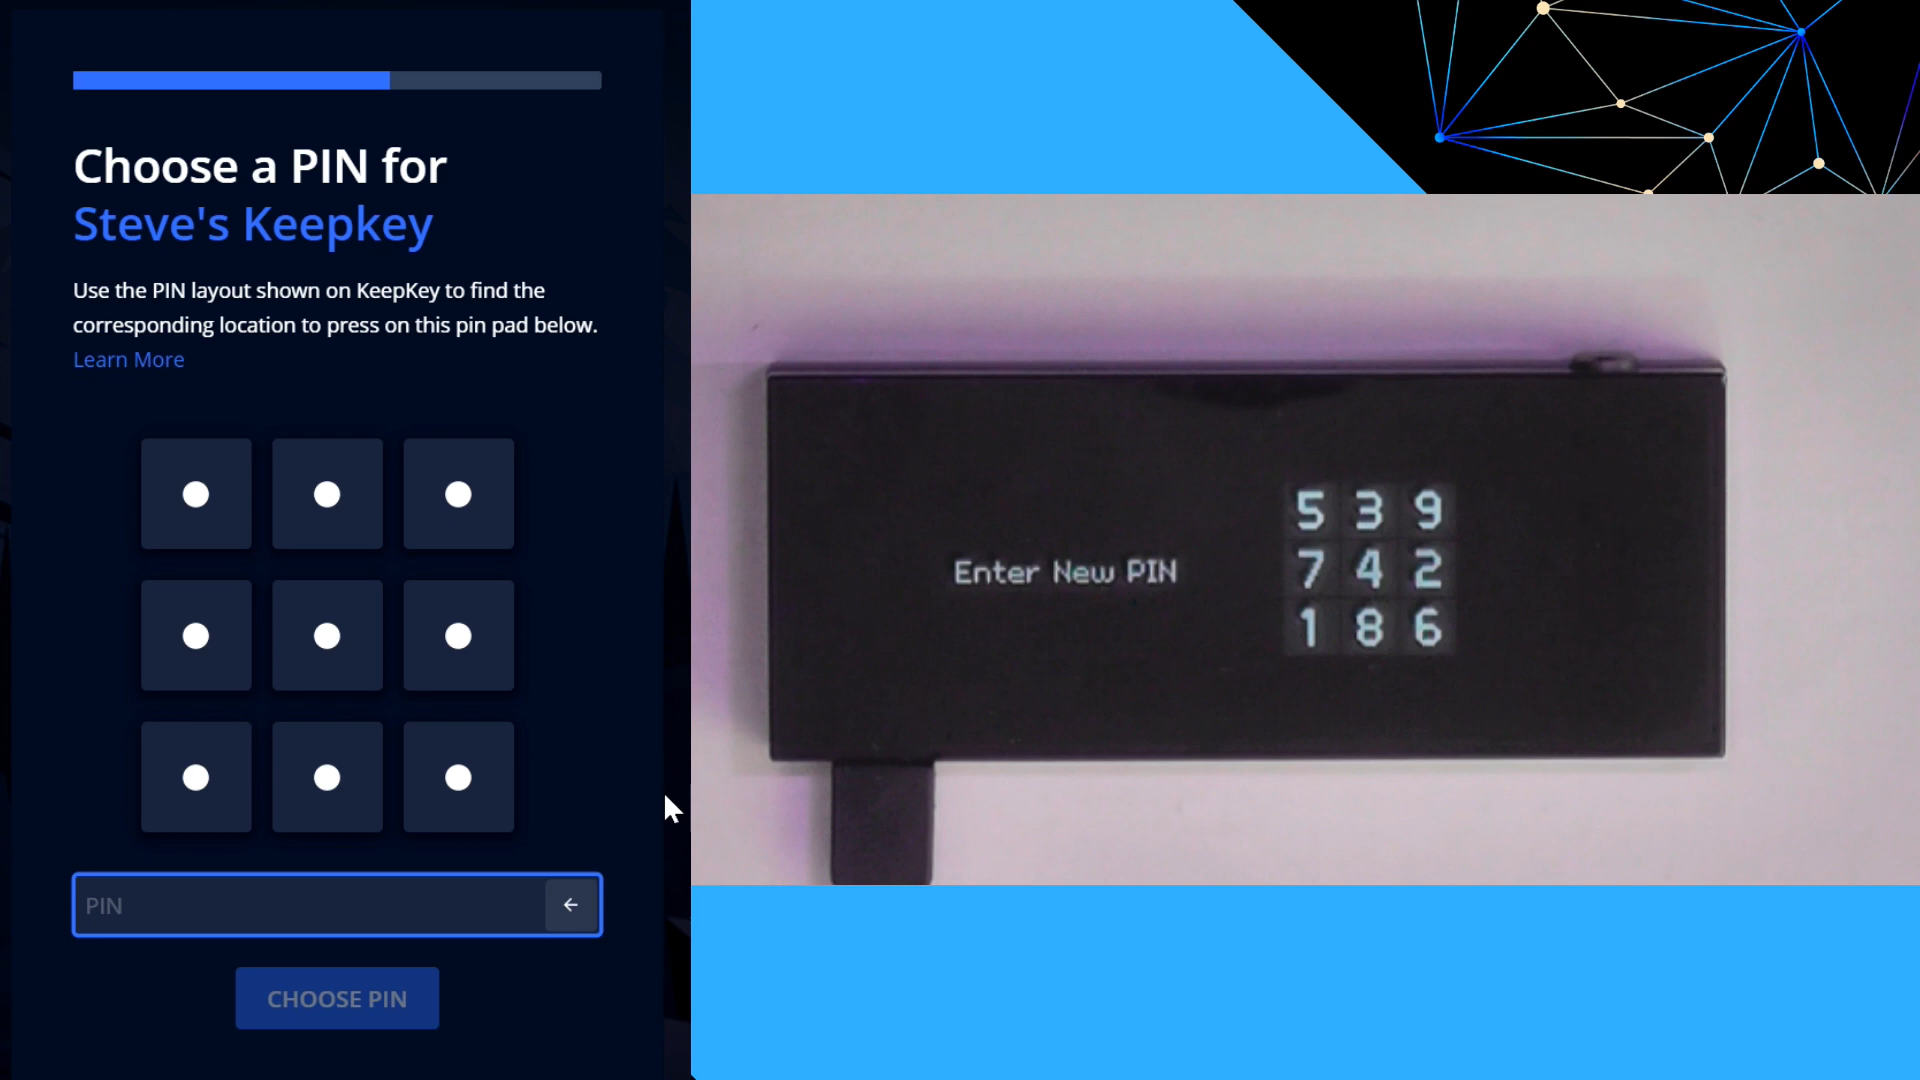 Choose a PIN for
Steve's Keepkey
Use the PIN layout shown on KeepKey to find the
corresponding location to press on this pin pad below.
Learn More
PIN
CHOOSE PIN
Enter New PIN
5 3 9
7 4 2
1 8 6